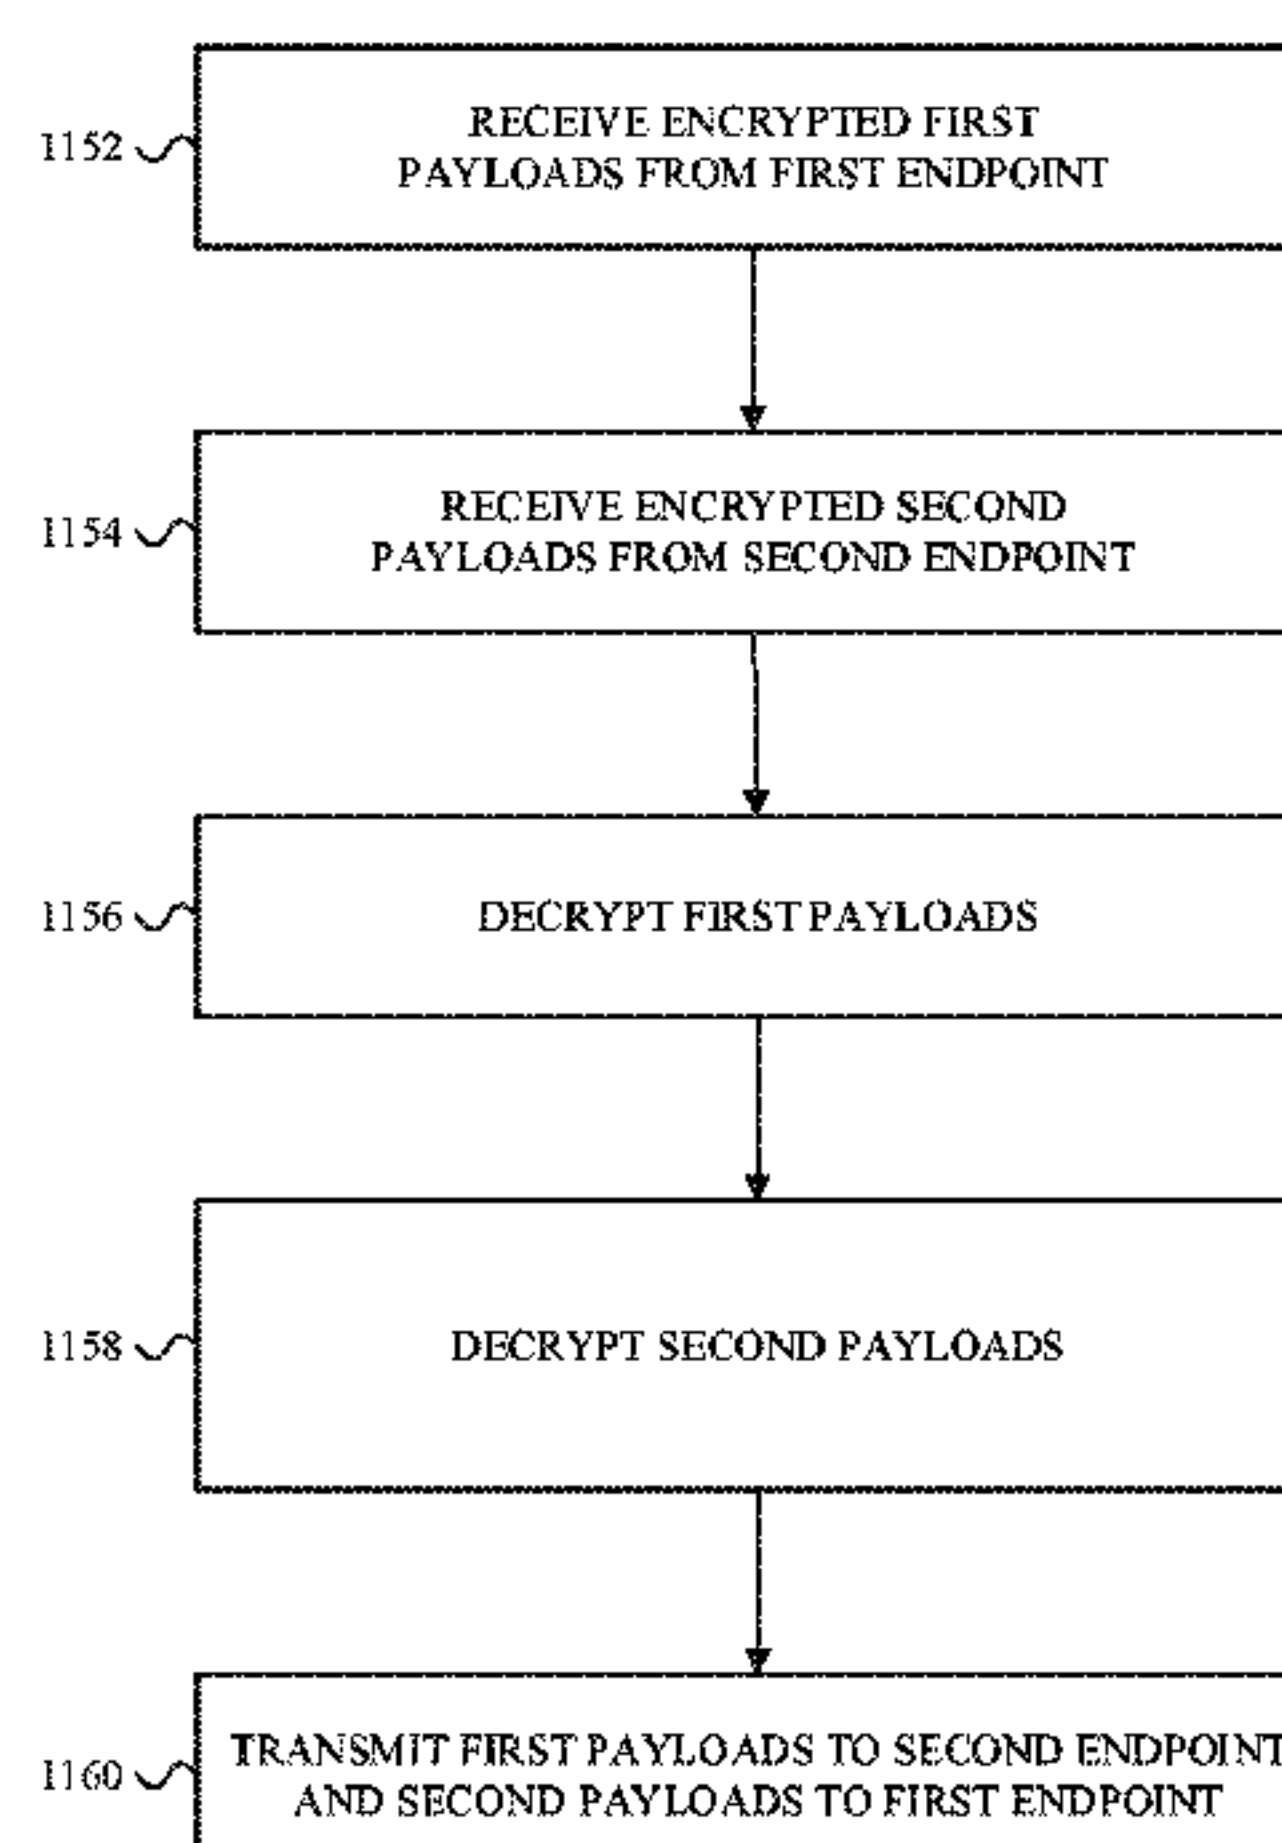 1152
RECEIVE ENCRYPTED FIRST
PAYLOADS FROM FIRST ENDPOINT
1154
RECEIVE ENCRYPTED SECOND
PAYLOADS FROM SECOND ENDPOINT
1156
DECRYPT FIRST PAYLOADS
1158
DECRYPT SECOND PAYLOADS
1160
TRANSMIT FIRST PAYLOADS TO SECOND ENDPOINT
AND SECOND PAYLOADS TO FIRST ENDPOINT